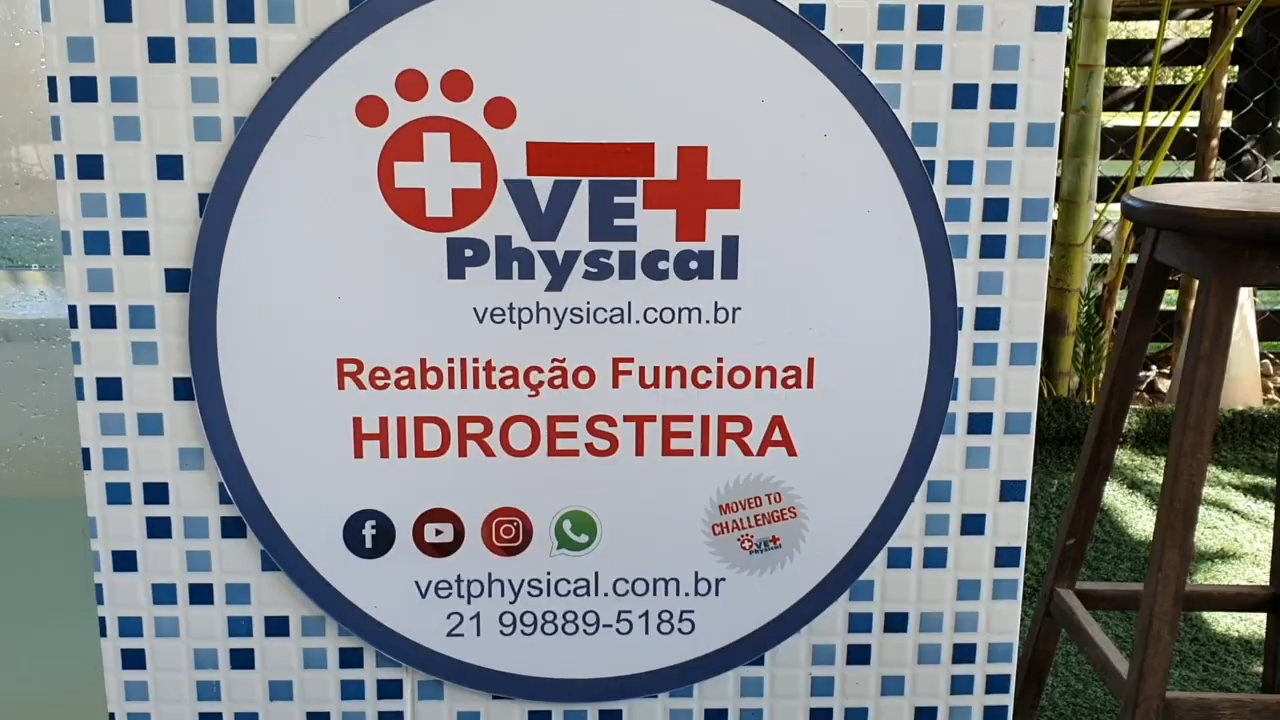 VET
Physical
vetphysical.com.br
Reabilitação Funcional
HIDROESTEIRA
MOVED TO
CHALLENGES
VET
Physical
vetphysical.com.br
21 99889-5185